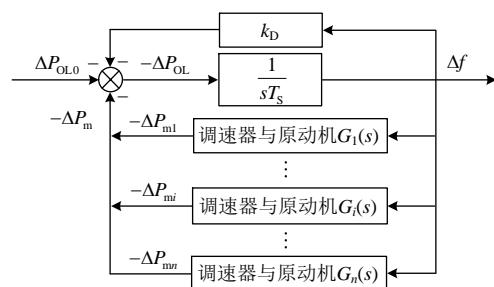 k_D
ΔP_OL0
−
−
−ΔP_OL
1
sT_S
Δf
−
−ΔP_m
−ΔP_m1
调速器与原动机G_1(s)
⋮
⋮
−ΔP_mi
调速器与原动机G_i(s)
⋮
⋮
−ΔP_mn
调速器与原动机G_n(s)